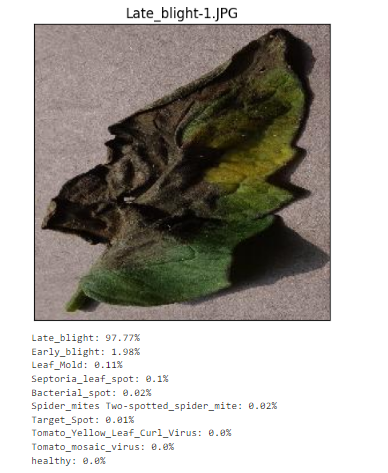 Late_blight-1.JPG
Late_blight: 97.77%
Early_blight: 1.98%
Leaf_Mold: 0.11%
Septoria_leaf_spot: 0.1%
Bacterial_spot: 0.02%
Spider_mites Two-spotted_spider_mite: 0.02%
Target_Spot: 0.01%
Tomato_Yellow_Leaf_Curl_Virus: 0.0%
Tomato_mosaic_virus: 0.0%
healthy: 0.0%